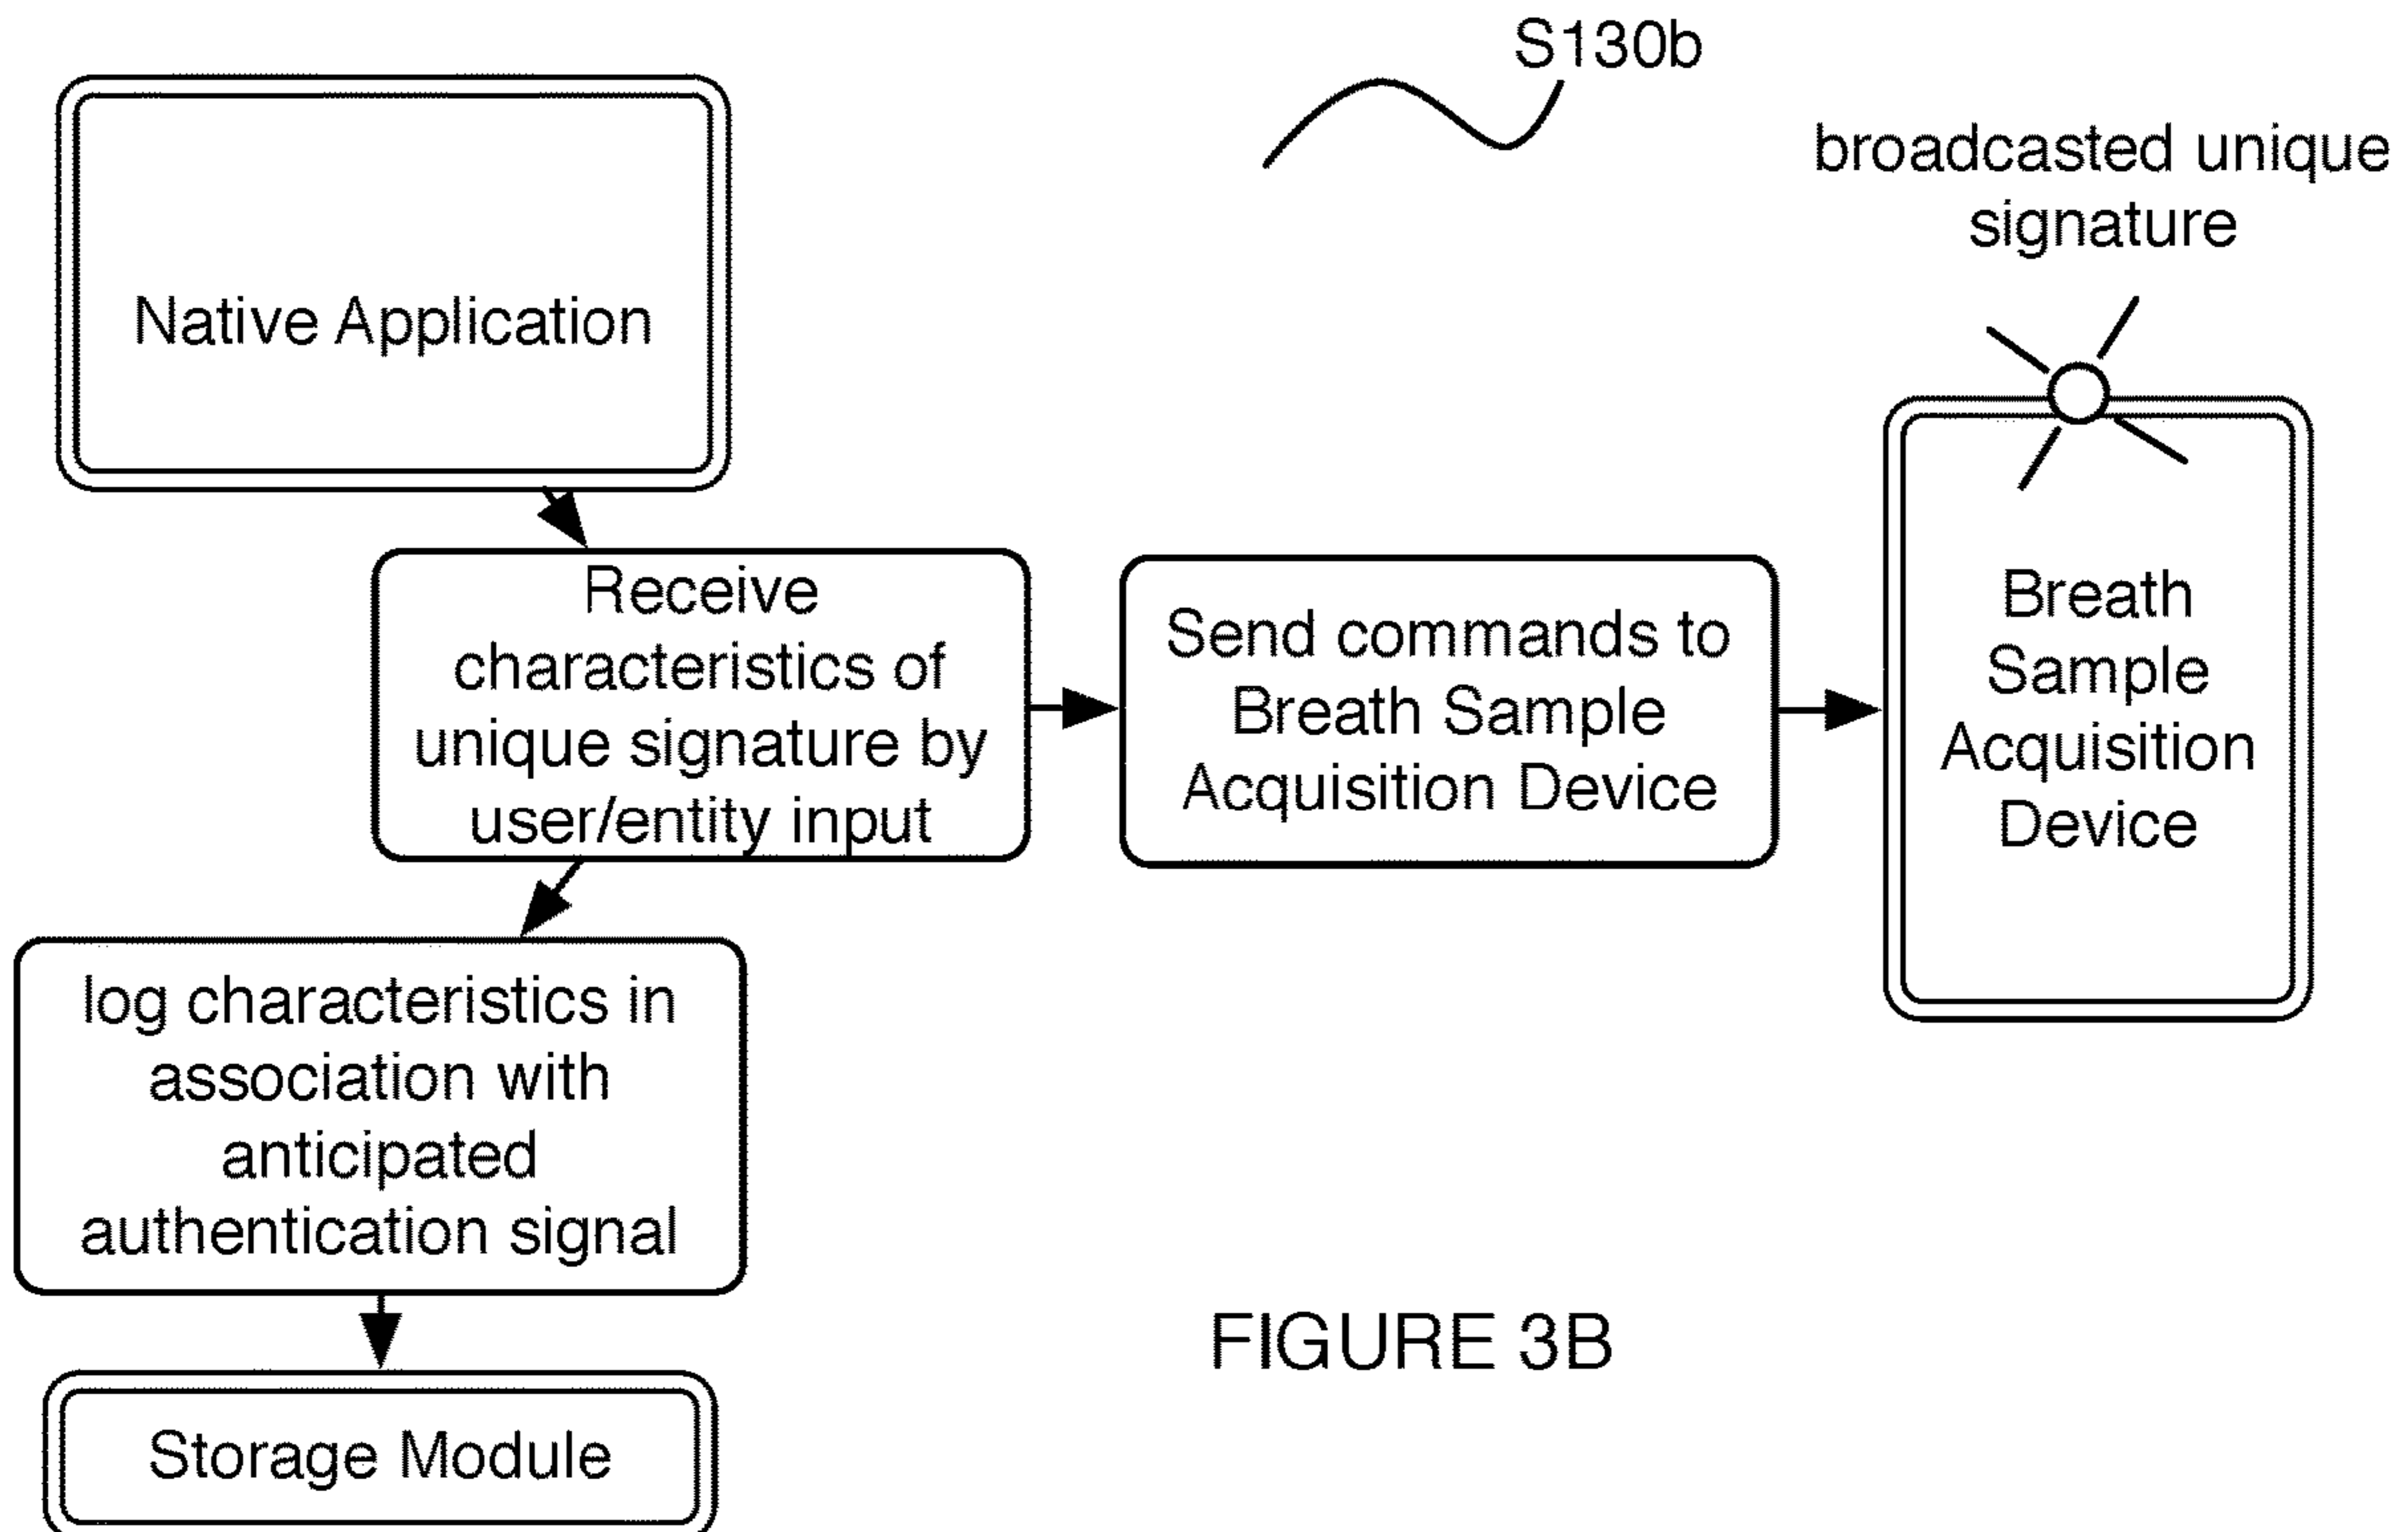 S130b
broadcasted unique
signature
Native Application
Receive
characteristics of
unique signature by
user/entity input
Send commands to
Breath Sample
Acquisition Device
Breath
Sample
Acquisition
Device
log characteristics in
association with
anticipated
authentication signal
Storage Module
FIGURE 3B